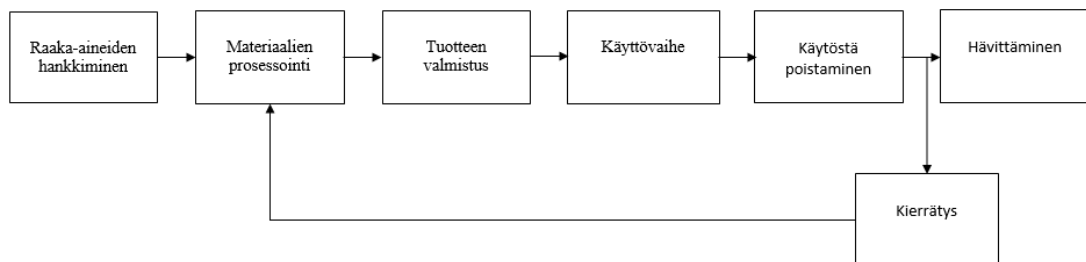 Raaka-aineiden
hankkiminen
Materiaalien
prosessointi
Tuotteen
valmistus
Käyttövaihe
Käytöstä
poistaminen
Hävittäminen
Kierrätys